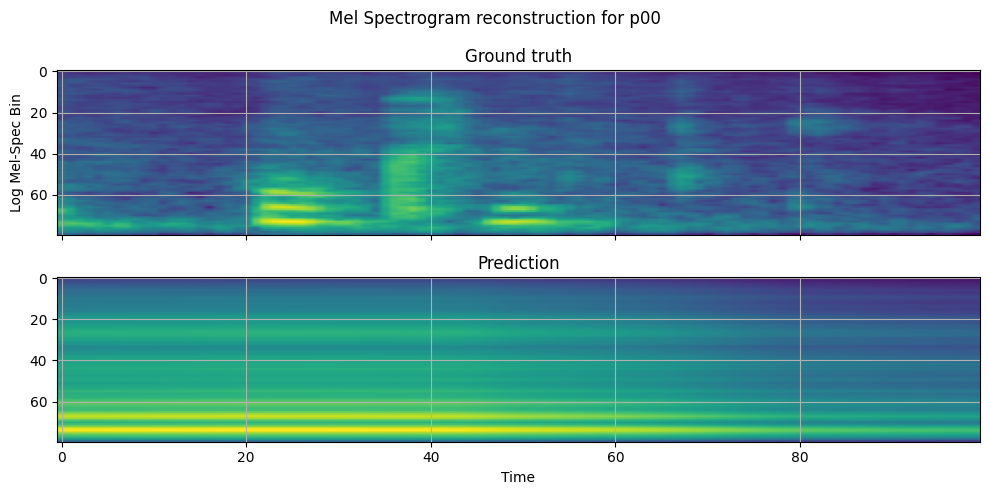 Mel Spectrogram reconstruction for p00
Ground truth
Log Mel-Spec Bin
0
20
40
60
Prediction
0
20
40
60
0 20 40 60 80
Time